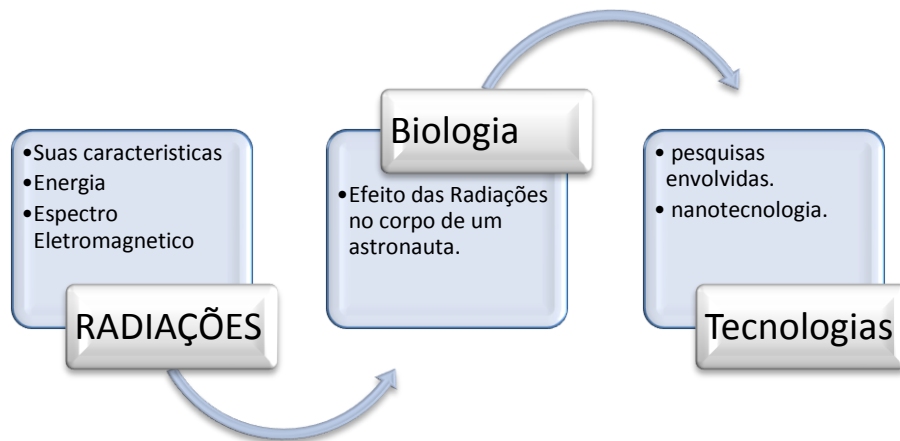 •Suas caracteristicas
•Energia
•Espectro
Eletromagnetico
RADIAÇÕES
Biologia
•Efeito das Radiações
no corpo de um
astronauta.
• pesquisas
envolvidas.
• nanotecnologia.
Tecnologias